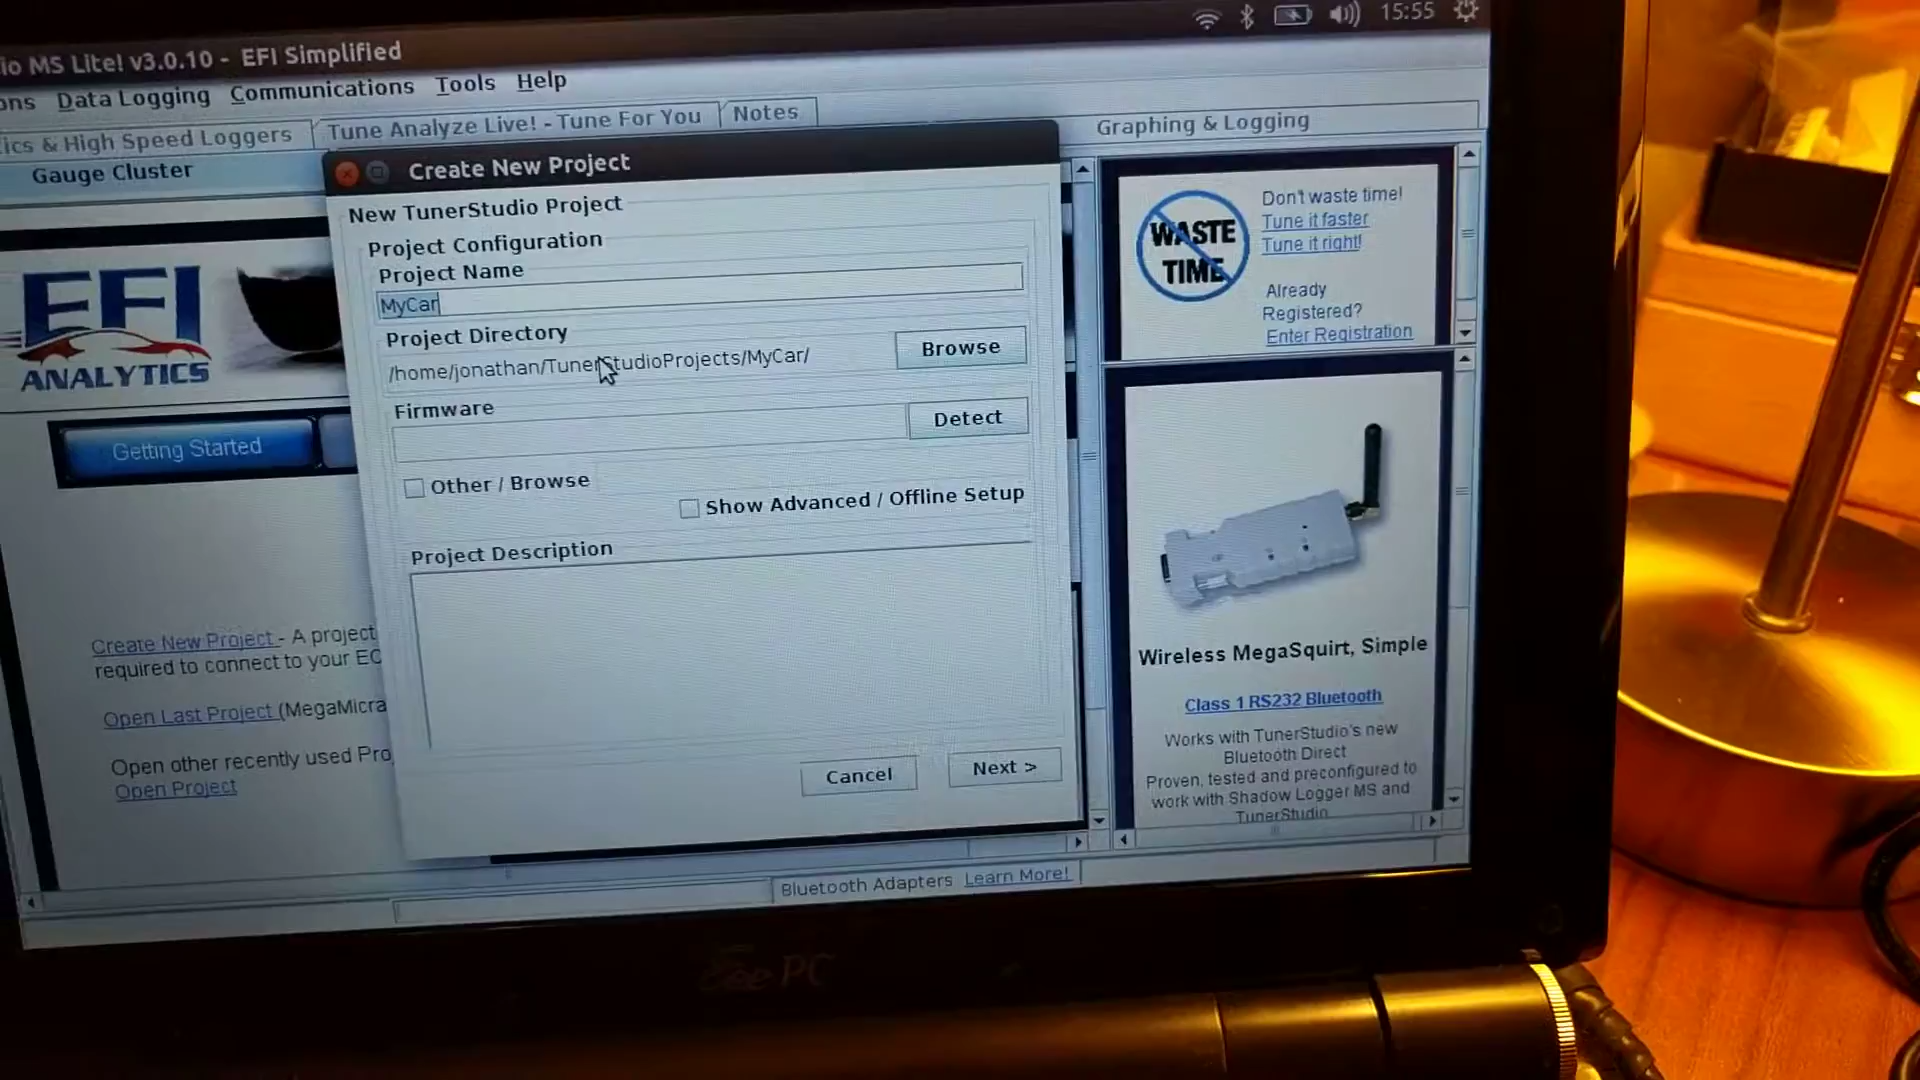 15:55
io MS Lite! v3.0.10 - EFI Simplified
ons Data Logging Communications Tools Help
tics & High Speed Loggers Tune Analyze Live! - Tune For You Notes
Gauge Cluster
EFI
ANALYTICS
Getting Started
Create New Project - A project
required to connect to your EC
Open Last Project (MegaMicra
Open other recently used Pro
Open Project
Create New Project
New TunerStudio Project
Project Configuration
Project Name
MyCar
Project Directory
/home/jonathan/TunerStudioProjects/MyCar/
Browse
Firmware
Detect
Other / Browse
Show Advanced / Offline Setup
Project Description
Cancel
Next >
Graphing & Logging
WASTE
TIME
Don't waste time!
Tune it faster
Tune it right!
Already
Registered?
Enter Registration
Wireless MegaSquirt, Simple
Class 1 RS232 Bluetooth
Works with TunerStudio's new
Bluetooth Direct
Proven, tested and preconfigured to
work with Shadow Logger MS and
TunerStudio
Bluetooth Adapters Learn More!
Eee PC